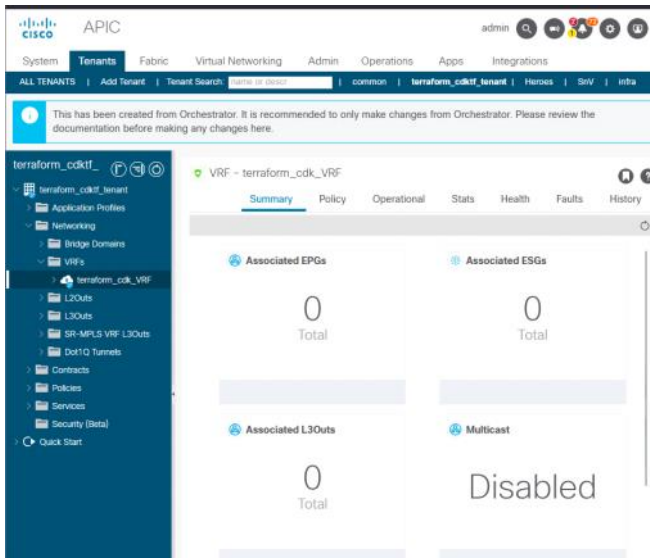 CISCO APIC admin
System Tenants Fabric Virtual Networking Admin Operations Apps Integrations
ALL TENANTS | Add Tenant | Tenant Search: name or descr | common | terraform_cdktf_tenant | Heroes | SnV | infra
This has been created from Orchestrator. It is recommended to only make changes from Orchestrator. Please review the
documentation before making any changes here.
terraform_cdktf_
terraform_cdktf_tenant
Application Profiles
Networking
Bridge Domains
VRFs
terraform_cdk_VRF
L2Outs
L3Outs
SR-MPLS VRF L3Outs
Dot1Q Tunnels
Contracts
Policies
Services
Security (Beta)
Quick Start
VRF - terraform_cdk_VRF
Summary Policy Operational Stats Health Faults History
Associated EPGs
0
Total
Associated ESGs
0
Total
Associated L3Outs
0
Total
Multicast
Disabled